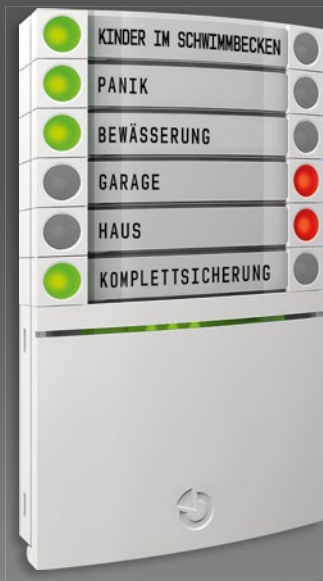 KINDER IM SCHWIMMBECKEN
PANIK
BEWÄSSERUNG
GARAGE
HAUS
KOMPLETTSICHERUNG